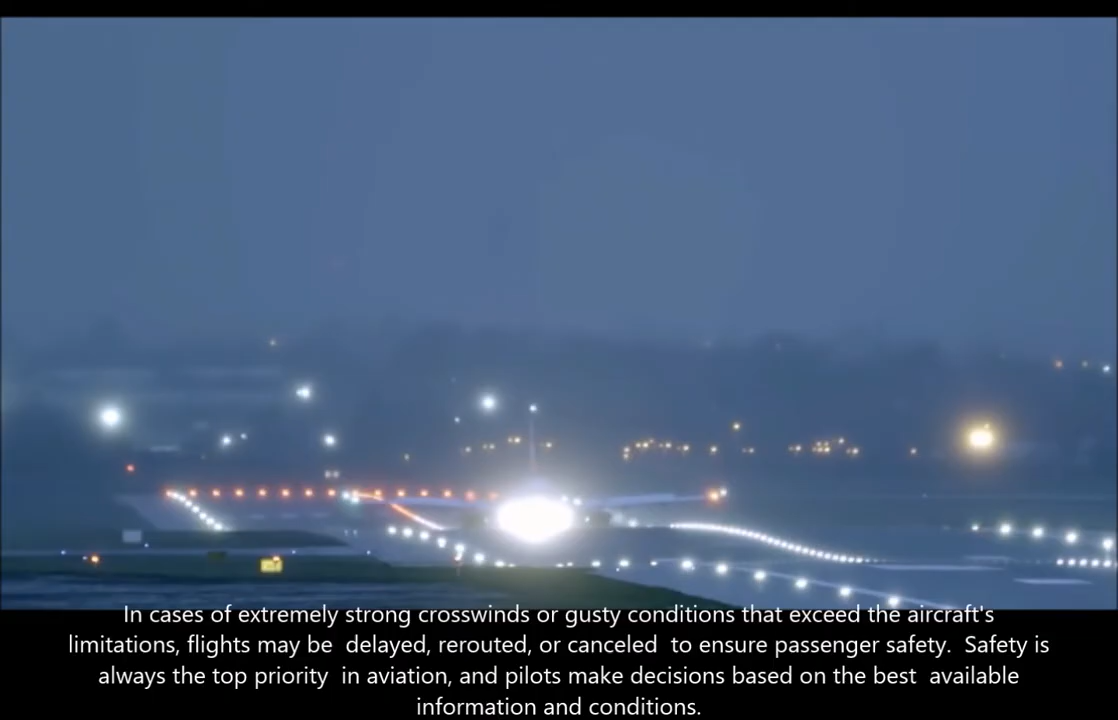 In cases of extremely strong crosswinds or gusty conditions that exceed the aircraft's
limitations, flights may be  delayed, rerouted, or canceled  to ensure passenger safety.  Safety is
always the top priority  in aviation, and pilots make decisions based on the best  available
information and conditions.